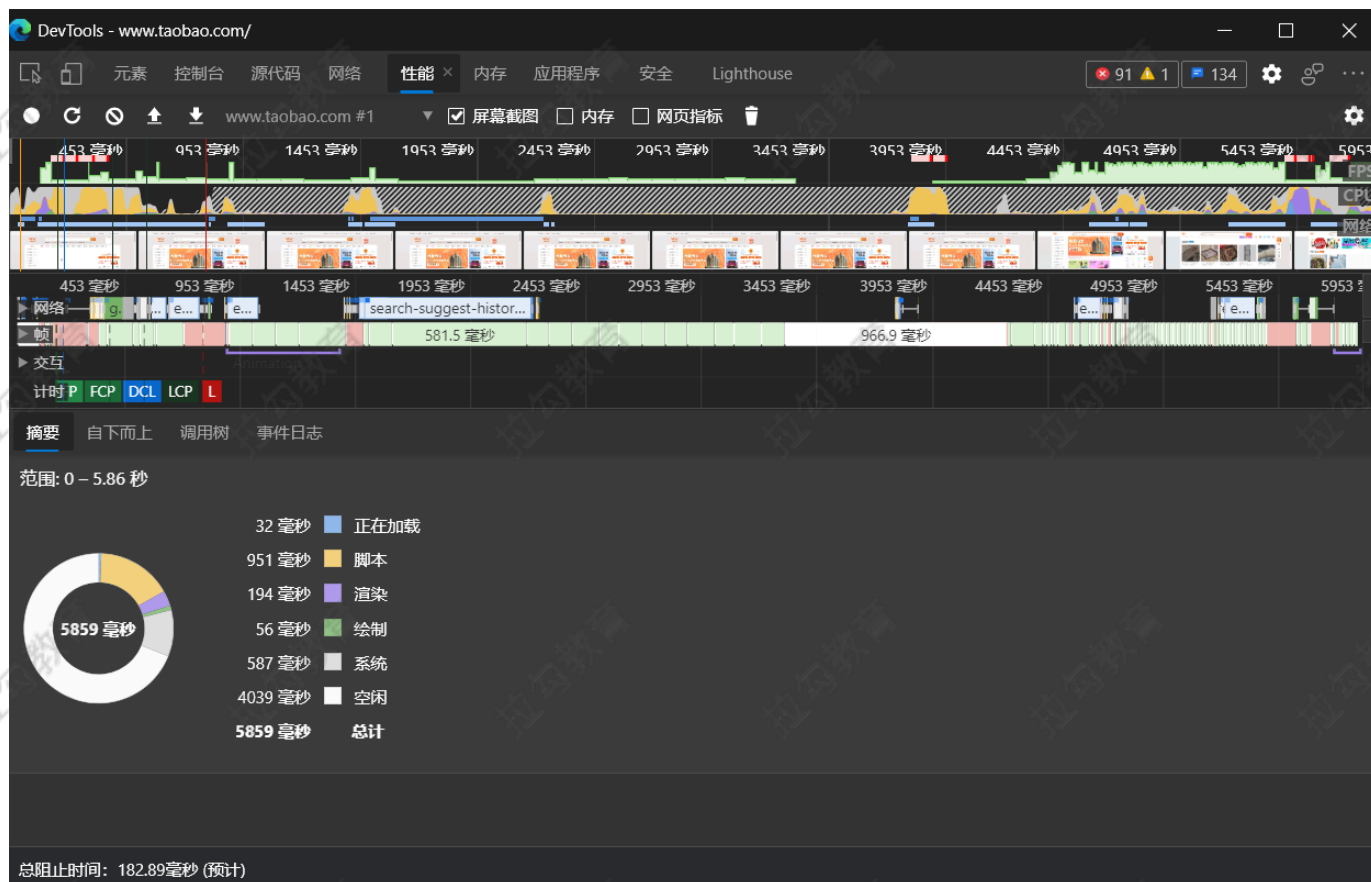 DevTools - www.taobao.com/
元素 控制台 源代码 网络 性能 × 内存 应用程序 安全 Lighthouse 91 1 134
www.taobao.com #1 屏幕截图 内存 网页指标
453 毫秒 953 毫秒 1453 毫秒 1953 毫秒 2453 毫秒 2953 毫秒 3453 毫秒 3953 毫秒 4453 毫秒 4953 毫秒 5453 毫秒 5953
FPS
CPU
网络
453 毫秒 953 毫秒 1453 毫秒 1953 毫秒 2453 毫秒 2953 毫秒 3453 毫秒 3953 毫秒 4453 毫秒 4953 毫秒 5453 毫秒 5953
网络 g. ... e... e... search-suggest-histor... e... e...
帧 581.5 毫秒 966.9 毫秒
交互 Animation
计时 P FCP DCL LCP L
摘要 自下而上 调用树 事件日志
范围: 0 – 5.86 秒
32 毫秒 正在加载
951 毫秒 脚本
194 毫秒 渲染
5859 毫秒
56 毫秒 绘制
587 毫秒 系统
4039 毫秒 空闲
5859 毫秒 总计
总阻止时间：182.89毫秒 (预计)
拉勾教育